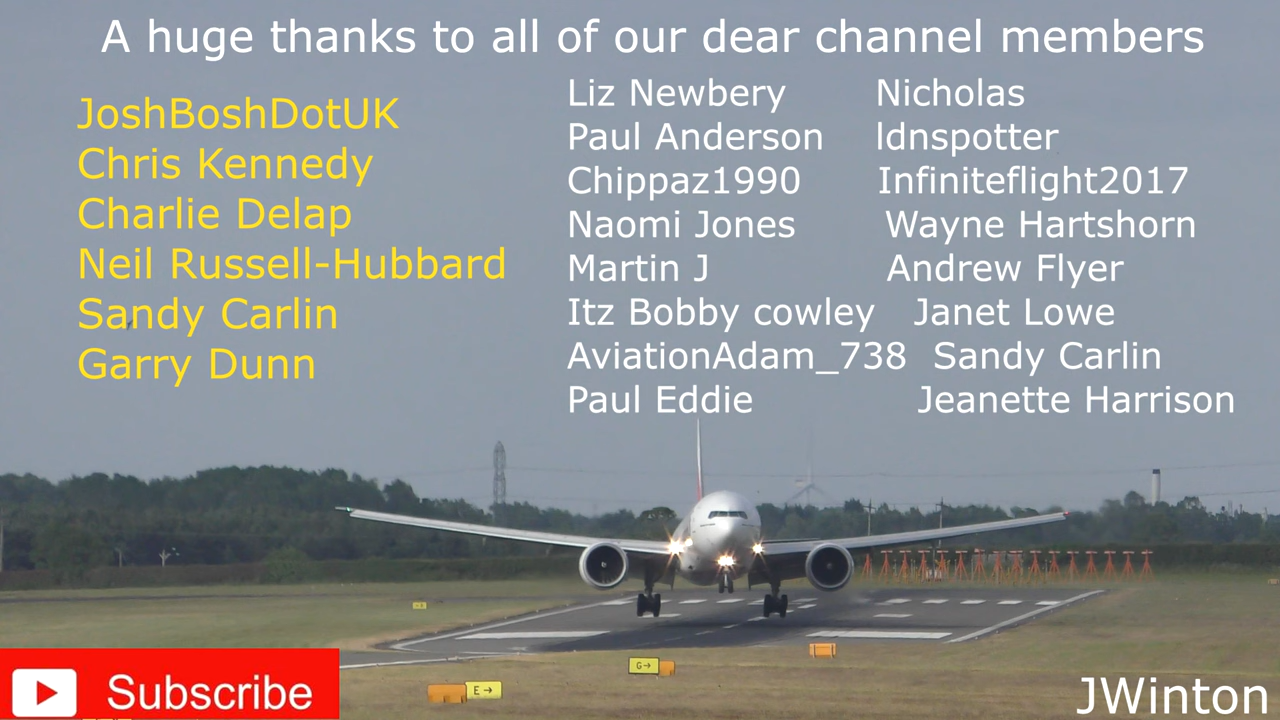 A huge thanks to all of our dear channel members
JoshBoshDotUK
Chris Kennedy
Charlie Delap
Neil Russell-Hubbard
Sandy Carlin
Garry Dunn
Liz Newbery
Paul Anderson
Chippaz1990
Naomi Jones
Martin J
Itz Bobby cowley
AviationAdam_738
Paul Eddie
Nicholas
ldnspotter
Infiniteflight2017
Wayne Hartshorn
Andrew Flyer
Janet Lowe
Sandy Carlin
Jeanette Harrison
G→
E→
Subscribe
JWinton